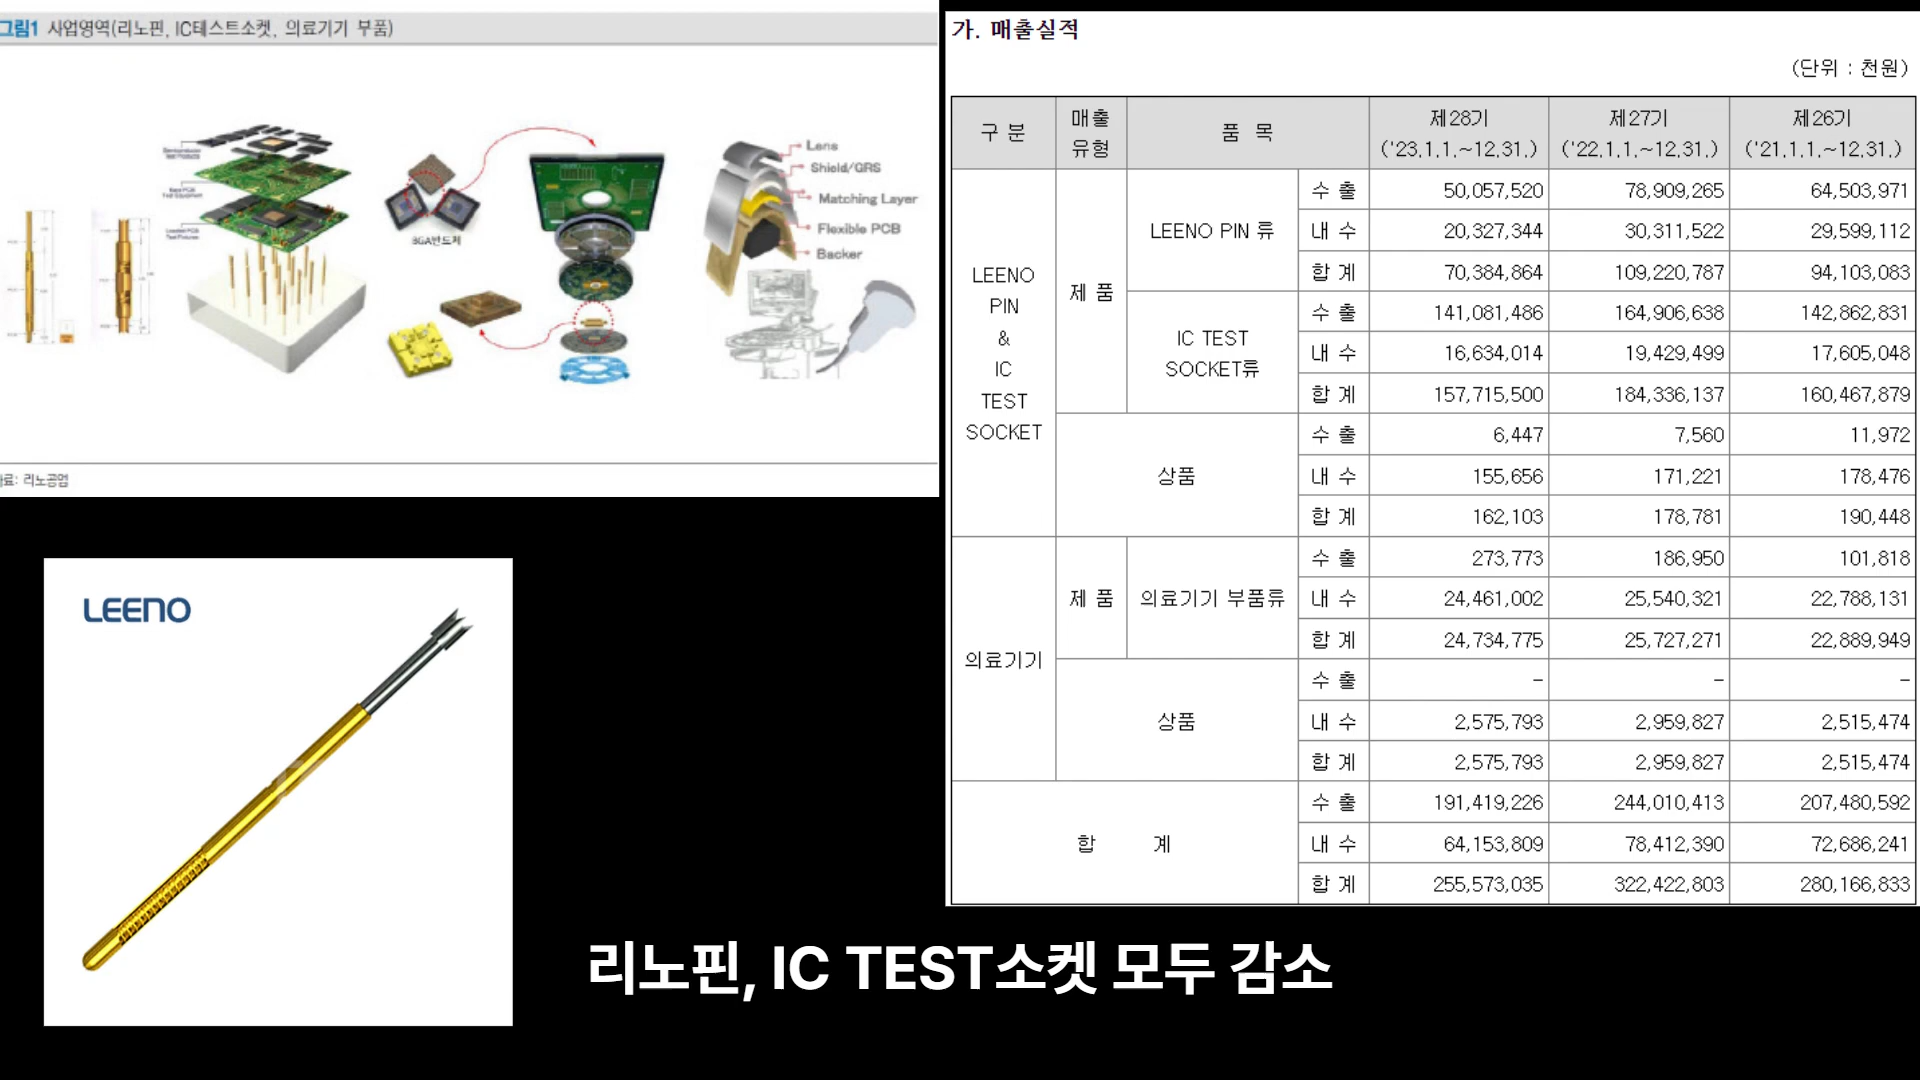 그림1 사업영역(리노핀, IC테스트소켓, 의료기기 부품)
BGA반도체
Lens
Shield/GRS
Matching Layer
Flexible PCB
Backer
자료: 리노공업
LEENO
가. 매출실적
(단위 : 천원)
구 분 매출 유형 품 목 제28기 ('23.1.1.~12.31.) 제27기 ('22.1.1.~12.31.) 제26기 ('21.1.1.~12.31.)
LEENO PIN & IC TEST SOCKET 제 품 LEENO PIN 류 수 출 50,057,520 78,909,265 64,503,971
내 수 20,327,344 30,311,522 29,599,112
합 계 70,384,864 109,220,787 94,103,083
IC TEST SOCKET류 수 출 141,081,486 164,906,638 142,862,831
내 수 16,634,014 19,429,499 17,605,048
합 계 157,715,500 184,336,137 160,467,879
상품 수 출 6,447 7,560 11,972
내 수 155,656 171,221 178,476
합 계 162,103 178,781 190,448
의료기기 제 품 의료기기 부품류 수 출 273,773 186,950 101,818
내 수 24,461,002 25,540,321 22,788,131
합 계 24,734,775 25,727,271 22,889,949
상품 수 출 - - -
내 수 2,575,793 2,959,827 2,515,474
합 계 2,575,793 2,959,827 2,515,474
합 계 수 출 191,419,226 244,010,413 207,480,592
내 수 64,153,809 78,412,390 72,686,241
합 계 255,573,035 322,422,803 280,166,833
리노핀, IC TEST소켓 모두 감소